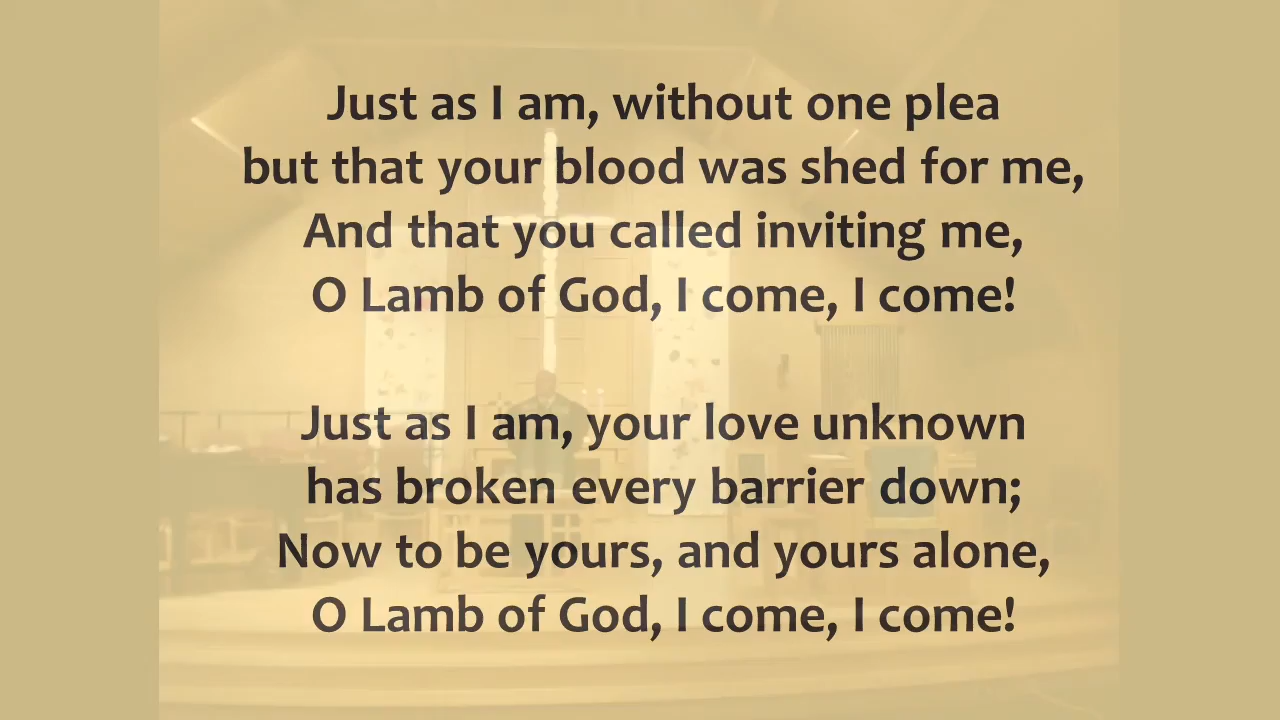 Just as I am, without one plea
but that your blood was shed for me,
And that you called inviting me,
O Lamb of God, I come, I come!
Just as I am, your love unknown
has broken every barrier down;
Now to be yours, and yours alone,
O Lamb of God, I come, I come!